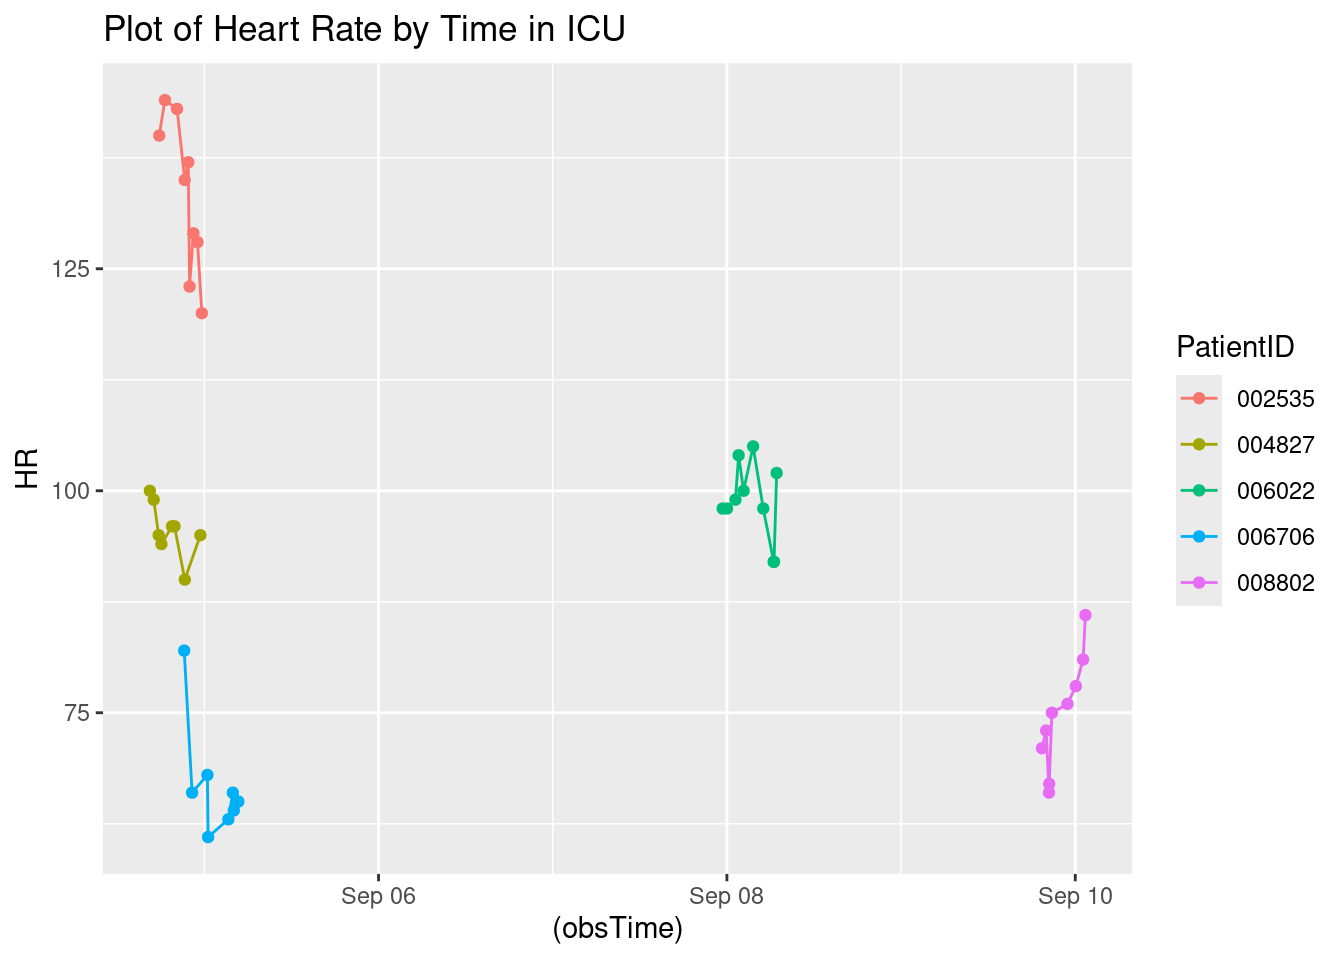 Plot of Heart Rate by Time in ICU
HR
125
100
75
Sep 06
Sep 08
Sep 10
(obsTime)
PatientID
002535
004827
006022
006706
008802